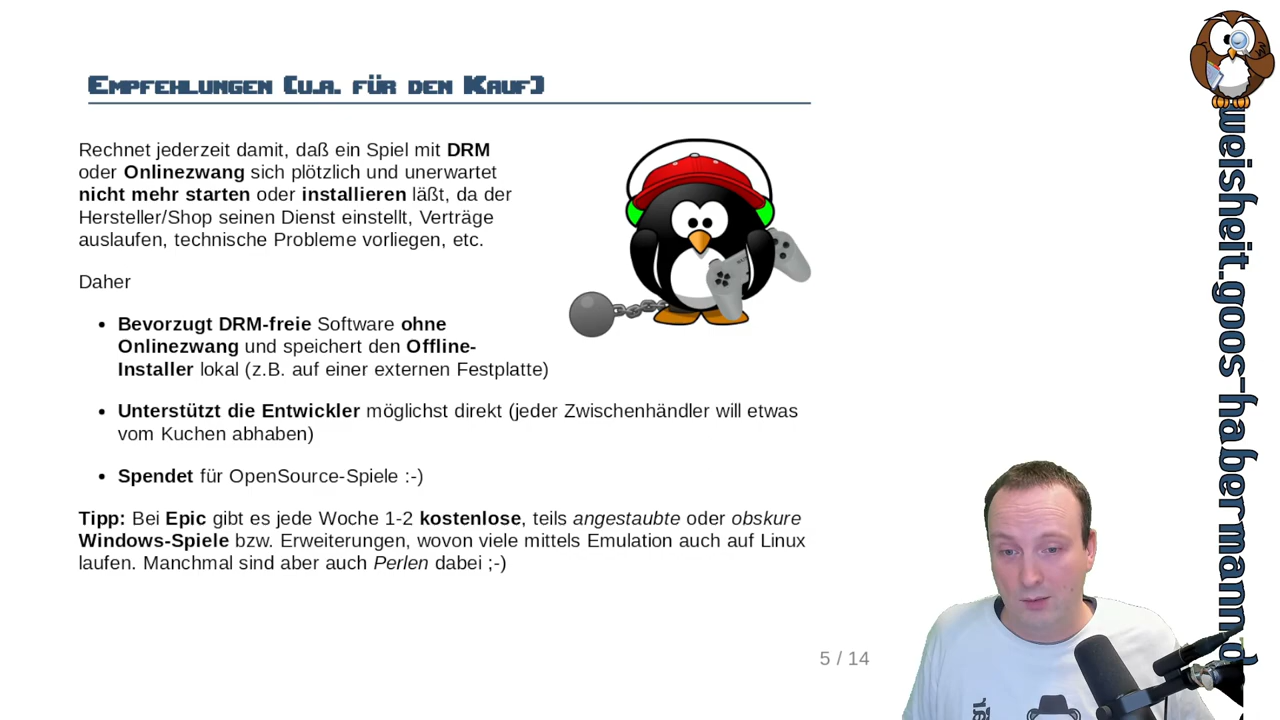 Empfehlungen (u.a. für den Kauf)
Rechnet jederzeit damit, daß ein Spiel mit DRM
oder Onlinezwang sich plötzlich und unerwartet
nicht mehr starten oder installieren läßt, da der
Hersteller/Shop seinen Dienst einstellt, Verträge
auslaufen, technische Probleme vorliegen, etc.
Daher
• Bevorzugt DRM-freie Software ohne
Onlinezwang und speichert den Offline-
Installer lokal (z.B. auf einer externen Festplatte)
• Unterstützt die Entwickler möglichst direkt (jeder Zwischenhändler will etwas
vom Kuchen abhaben)
• Spendet für OpenSource-Spiele :-)
Tipp: Bei Epic gibt es jede Woche 1-2 kostenlose, teils angestaubte oder obskure
Windows-Spiele bzw. Erweiterungen, wovon viele mittels Emulation auch auf Linux
laufen. Manchmal sind aber auch Perlen dabei ;-)
5 / 14
weisheit.goos-habermann.d